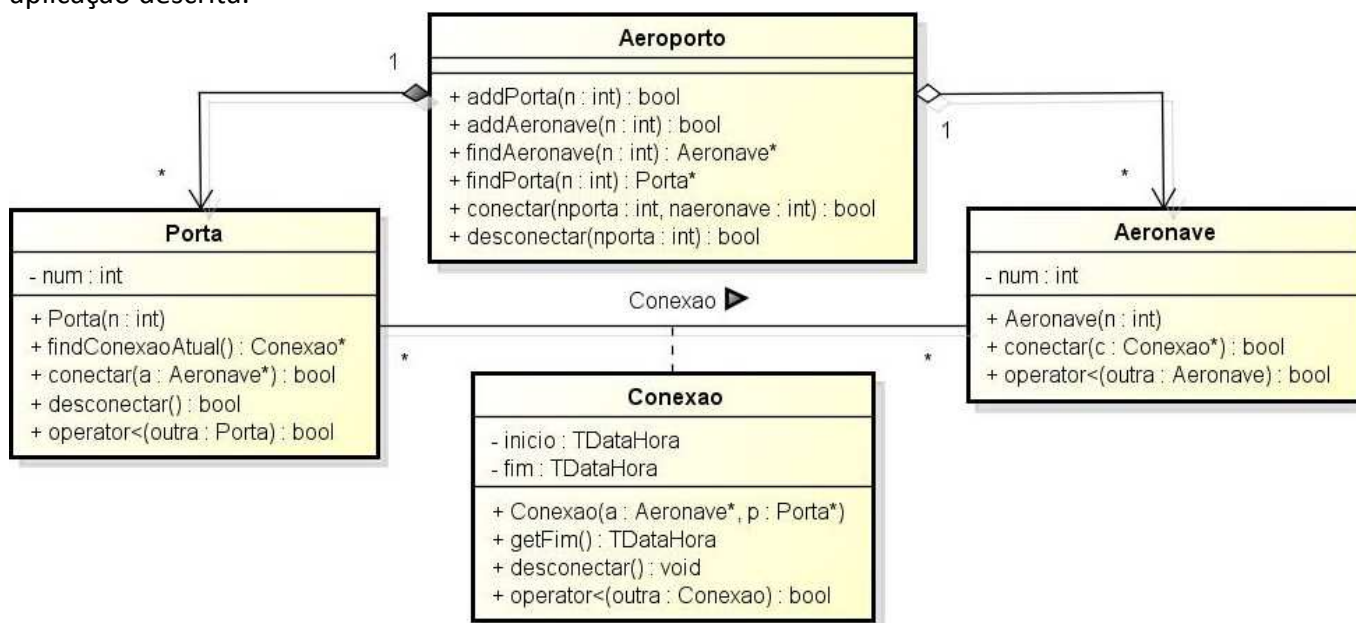 aplicação descrita.
Aeroporto
+ addPorta(n : int) : bool
+ addAeronave(n : int) : bool
+ findAeronave(n : int) : Aeronave*
+ findPorta(n : int) : Porta*
+ conectar(nporta : int, naeronave : int) : bool
+ desconectar(nporta : int) : bool
1
1
*
*
Porta
- num : int
+ Porta(n : int)
+ findConexaoAtual() : Conexao*
+ conectar(a : Aeronave*) : bool
+ desconectar() : bool
+ operator<(outra : Porta) : bool
Aeronave
- num : int
+ Aeronave(n : int)
+ conectar(c : Conexao*) : bool
+ operator<(outra : Aeronave) : bool
Conexao
*
*
Conexao
- inicio : TDataHora
- fim : TDataHora
+ Conexao(a : Aeronave*, p : Porta*)
+ getFim() : TDataHora
+ desconectar() : void
+ operator<(outra : Conexao) : bool